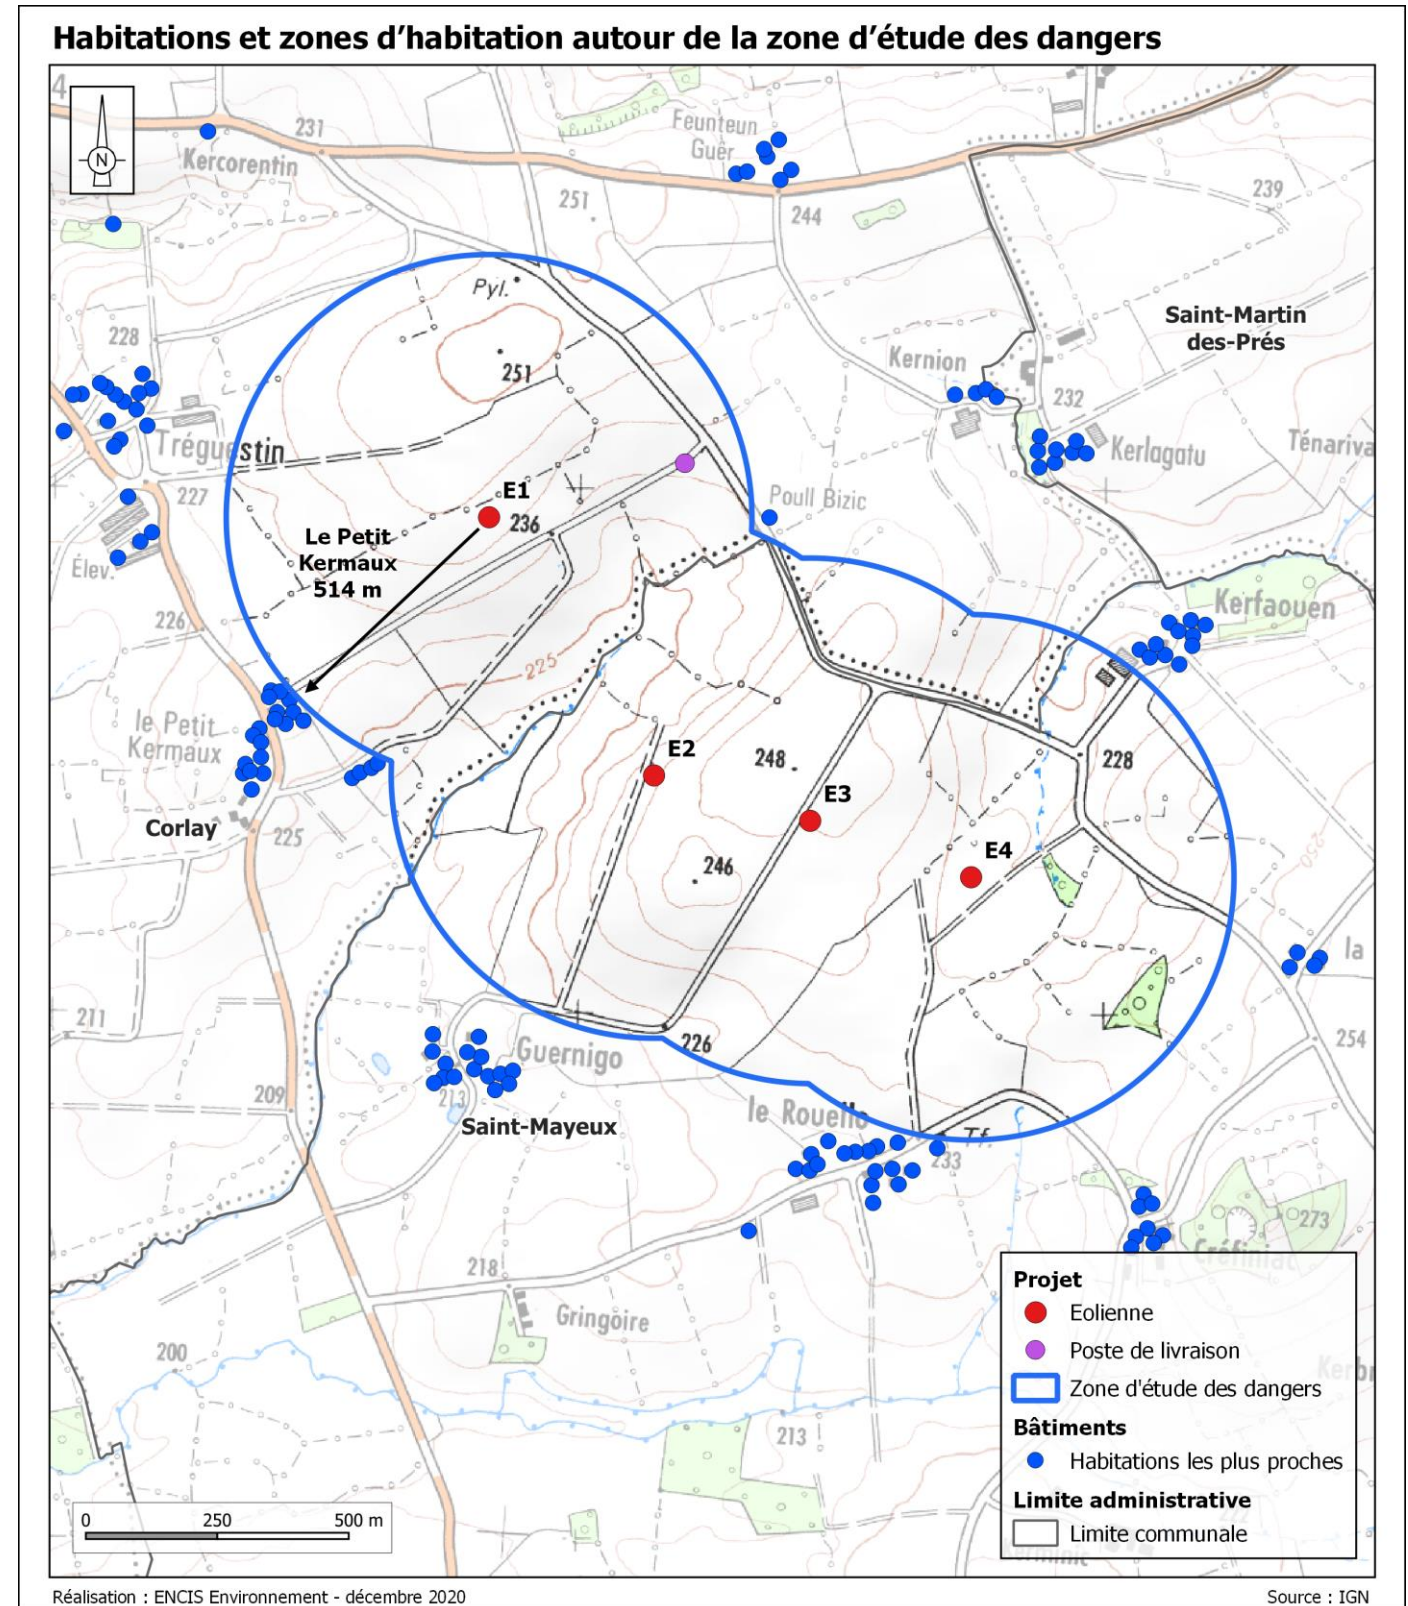 Habitations et zones d'habitation autour de la zone d'étude des dangers
4
N
231
Kercorentin
Feunteun
Guêr
251
244
239
Pyl.
Saint-Martin
des-Prés
228
251
Kernion
232
Tréguestin
Kerlagatu
Ténariva
227
E1
236
Poull Bizic
Le Petit
Kermaux
514 m
Élev.
226
225
Kerfaouen
le Petit
Kermaux
E2
248
228
E3
Corlay
225
E4
246
250
la
211
226
254
Guernigo
209
213
Saint-Mayeux
le Rouello
Tf.
233
273
Créfiniat
218
Gringoire
200
213
Projet
Eolienne
Poste de livraison
Zone d'étude des dangers
Bâtiments
Habitations les plus proches
Limite administrative
Limite communale
0 250 500 m
Réalisation : ENCIS Environnement - décembre 2020
Source : IGN